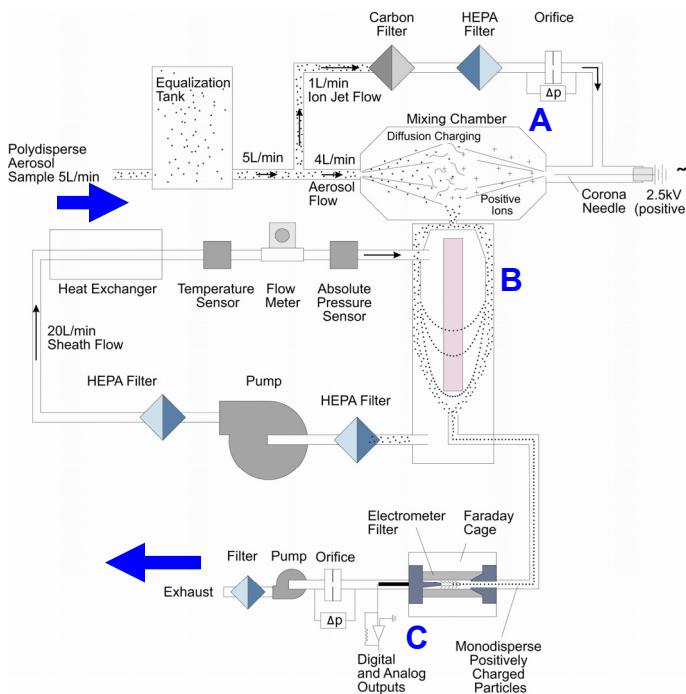 Carbon
Filter
HEPA
Filter
Orifice
Equalization
Tank
1L/min
Ion Jet Flow
Δp
A
Mixing Chamber
Diffusion Charging
Polydisperse
Aerosol
Sample 5L/min
5L/min
4L/min
Aerosol
Flow
Positive
Ions
Corona
Needle
~
2.5kV
(positive
Heat Exchanger
Temperature
Sensor
Flow
Meter
Absolute
Pressure
Sensor
B
20L/min
Sheath Flow
HEPA Filter
Pump
HEPA Filter
Electrometer
Filter
Faraday
Cage
Filter
Pump
Orifice
Exhaust
Δp
C
Digital
and Analog
Outputs
Monodisperse
Positively
Charged
Particles